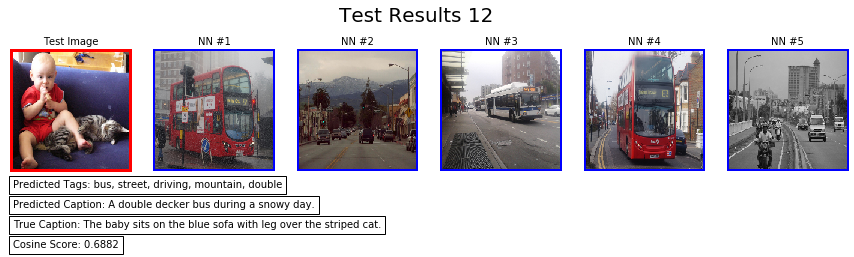 Test Results 12
Test Image
NN #1
NN #2
NN #3
NN #4
NN #5
Predicted Tags: bus, street, driving, mountain, double
Predicted Caption: A double decker bus during a snowy day.
True Caption: The baby sits on the blue sofa with leg over the striped cat.
Cosine Score: 0.6882